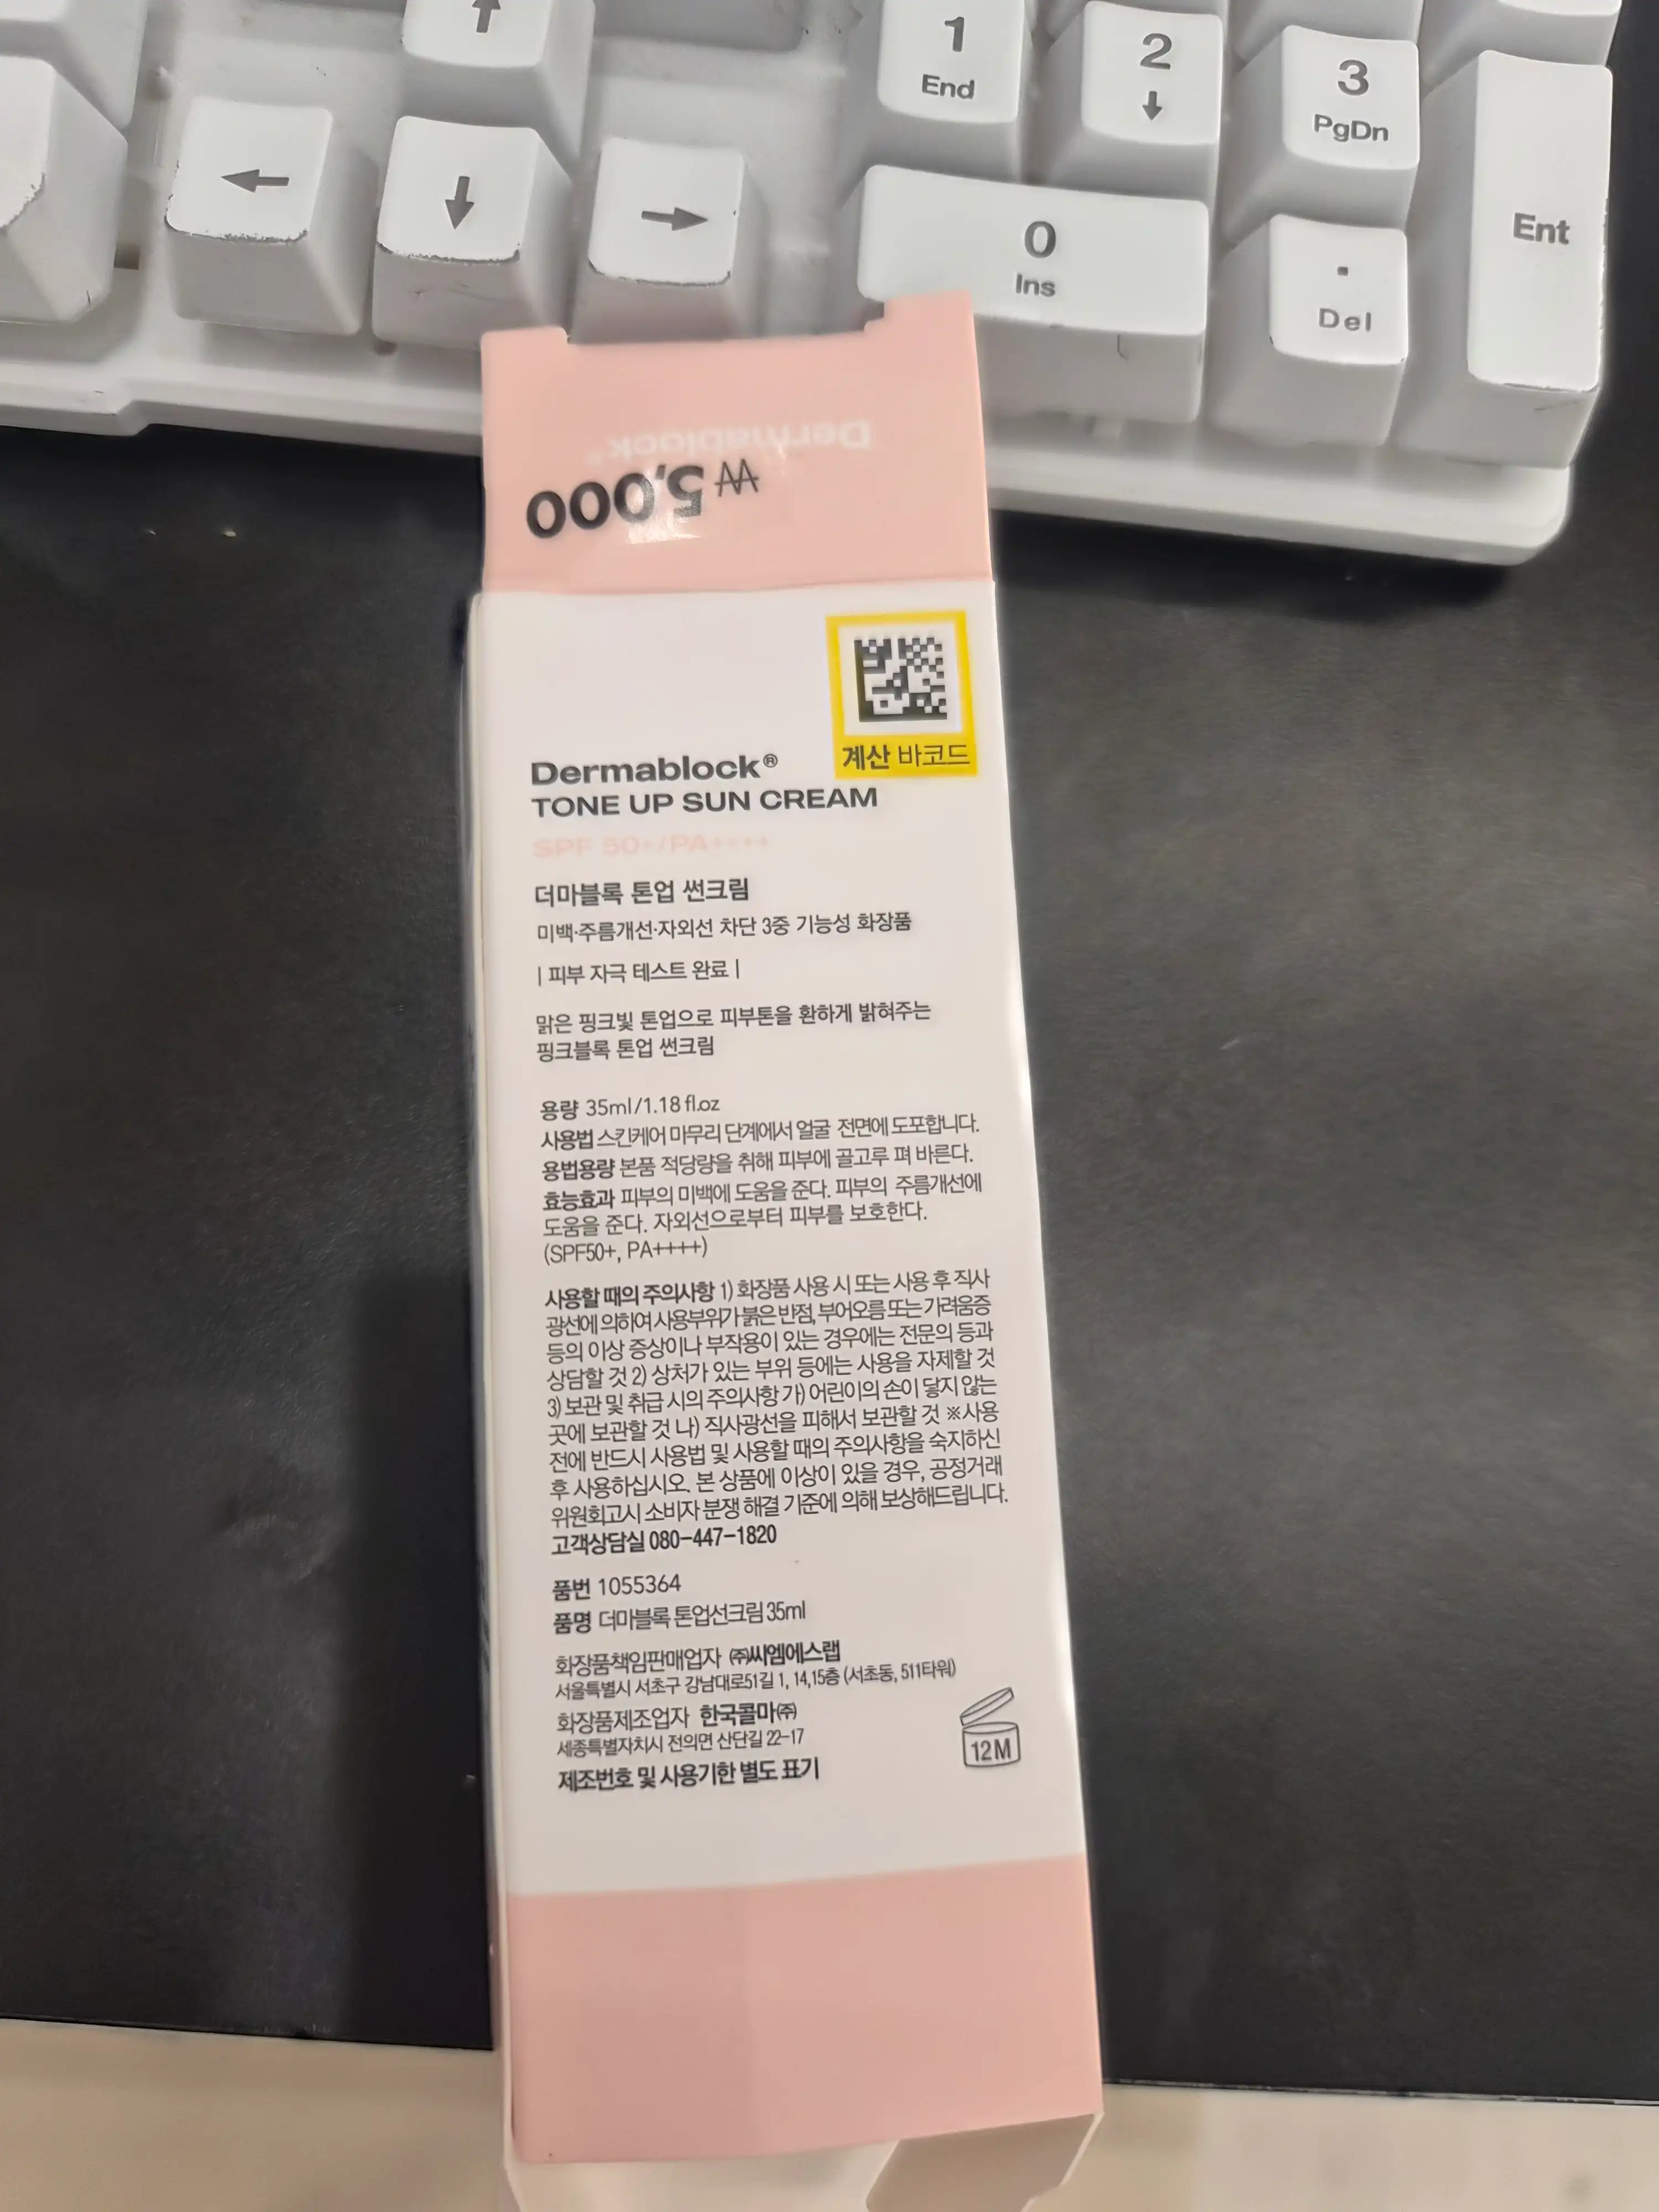 ↑
1
End
2
↓
3
PgDn
←
↓
→
0
Ins
.
Del
Ent
Dermablock
₩5,000
계산 바코드
Dermablock®
TONE UP SUN CREAM
SPF 50+/PA++++
더마블록 톤업 썬크림
미백·주름개선·자외선 차단 3중 기능성 화장품
| 피부 자극 테스트 완료 |
맑은 핑크빛 톤업으로 피부톤을 환하게 밝혀주는
핑크블록 톤업 썬크림
용량 35ml/1.18 fl.oz
사용법 스킨케어 마무리 단계에서 얼굴 전면에 도포합니다.
용법용량 본품 적당량을 취해 피부에 골고루 펴 바른다.
효능효과 피부의 미백에 도움을 준다. 피부의 주름개선에
도움을 준다. 자외선으로부터 피부를 보호한다.
(SPF50+, PA++++)
사용할 때의 주의사항 1) 화장품 사용 시 또는 사용 후 직사
광선에 의하여 사용부위가 붉은 반점, 부어오름 또는 가려움증
등의 이상 증상이나 부작용이 있는 경우에는 전문의 등과
상담할 것 2) 상처가 있는 부위 등에는 사용을 자제할 것
3) 보관 및 취급 시의 주의사항 가) 어린이의 손이 닿지 않는
곳에 보관할 것 나) 직사광선을 피해서 보관할 것 ※사용
전에 반드시 사용법 및 사용할 때의 주의사항을 숙지하신
후 사용하십시오. 본 상품에 이상이 있을 경우, 공정거래
위원회고시 소비자 분쟁 해결 기준에 의해 보상해드립니다.
고객상담실 080-447-1820
품번 1055364
품명 더마블록 톤업선크림 35ml
화장품책임판매업자 ㈜씨엠에스랩
서울특별시 서초구 강남대로51길 1, 14,15층 (서초동, 511타워)
화장품제조업자 한국콜마㈜
세종특별자치시 전의면 산단길 22-17
제조번호 및 사용기한 별도 표기
12M